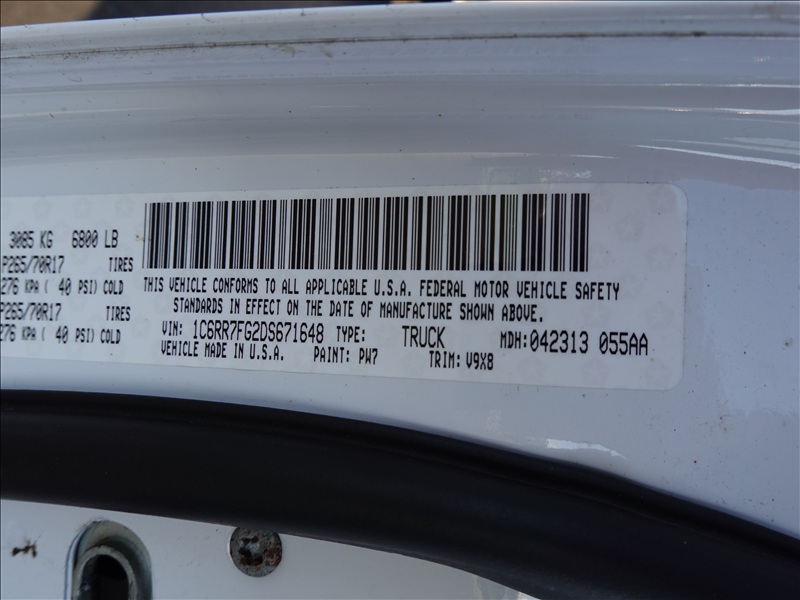 3085 KG 6800 LB
P265/70R17 TIRES
276 KPA ( 40 PSI) COLD
P265/70R17 TIRES
276 KPA ( 40 PSI) COLD
THIS VEHICLE CONFORMS TO ALL APPLICABLE U.S.A. FEDERAL MOTOR VEHICLE SAFETY
STANDARDS IN EFFECT ON THE DATE OF MANUFACTURE SHOWN ABOVE.
VIN: 1C6RR7FG2DS671648 TYPE: TRUCK MDH: 042313 055AA
VEHICLE MADE IN U.S.A. PAINT: PW7 TRIM: V9X8